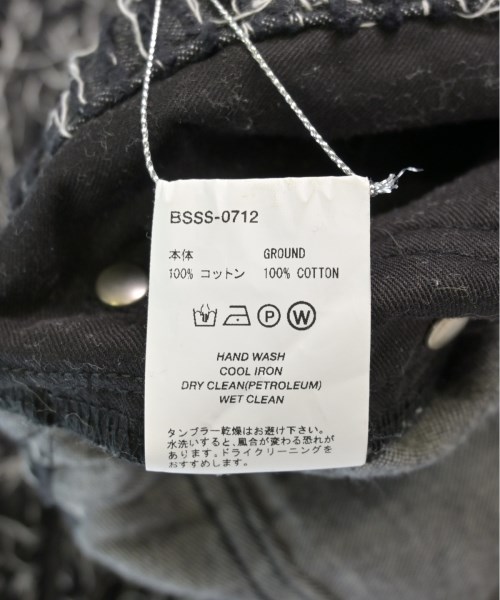 BSSS-0712
本体 GROUND
100% コットン 100% COTTON
P W
HAND WASH
COOL IRON
DRY CLEAN(PETROLEUM)
WET CLEAN
タンブラー乾燥はお避け下さい。
水洗いすると、風合が変わる恐れが
あります。ドライクリーニングを
おすすめします。